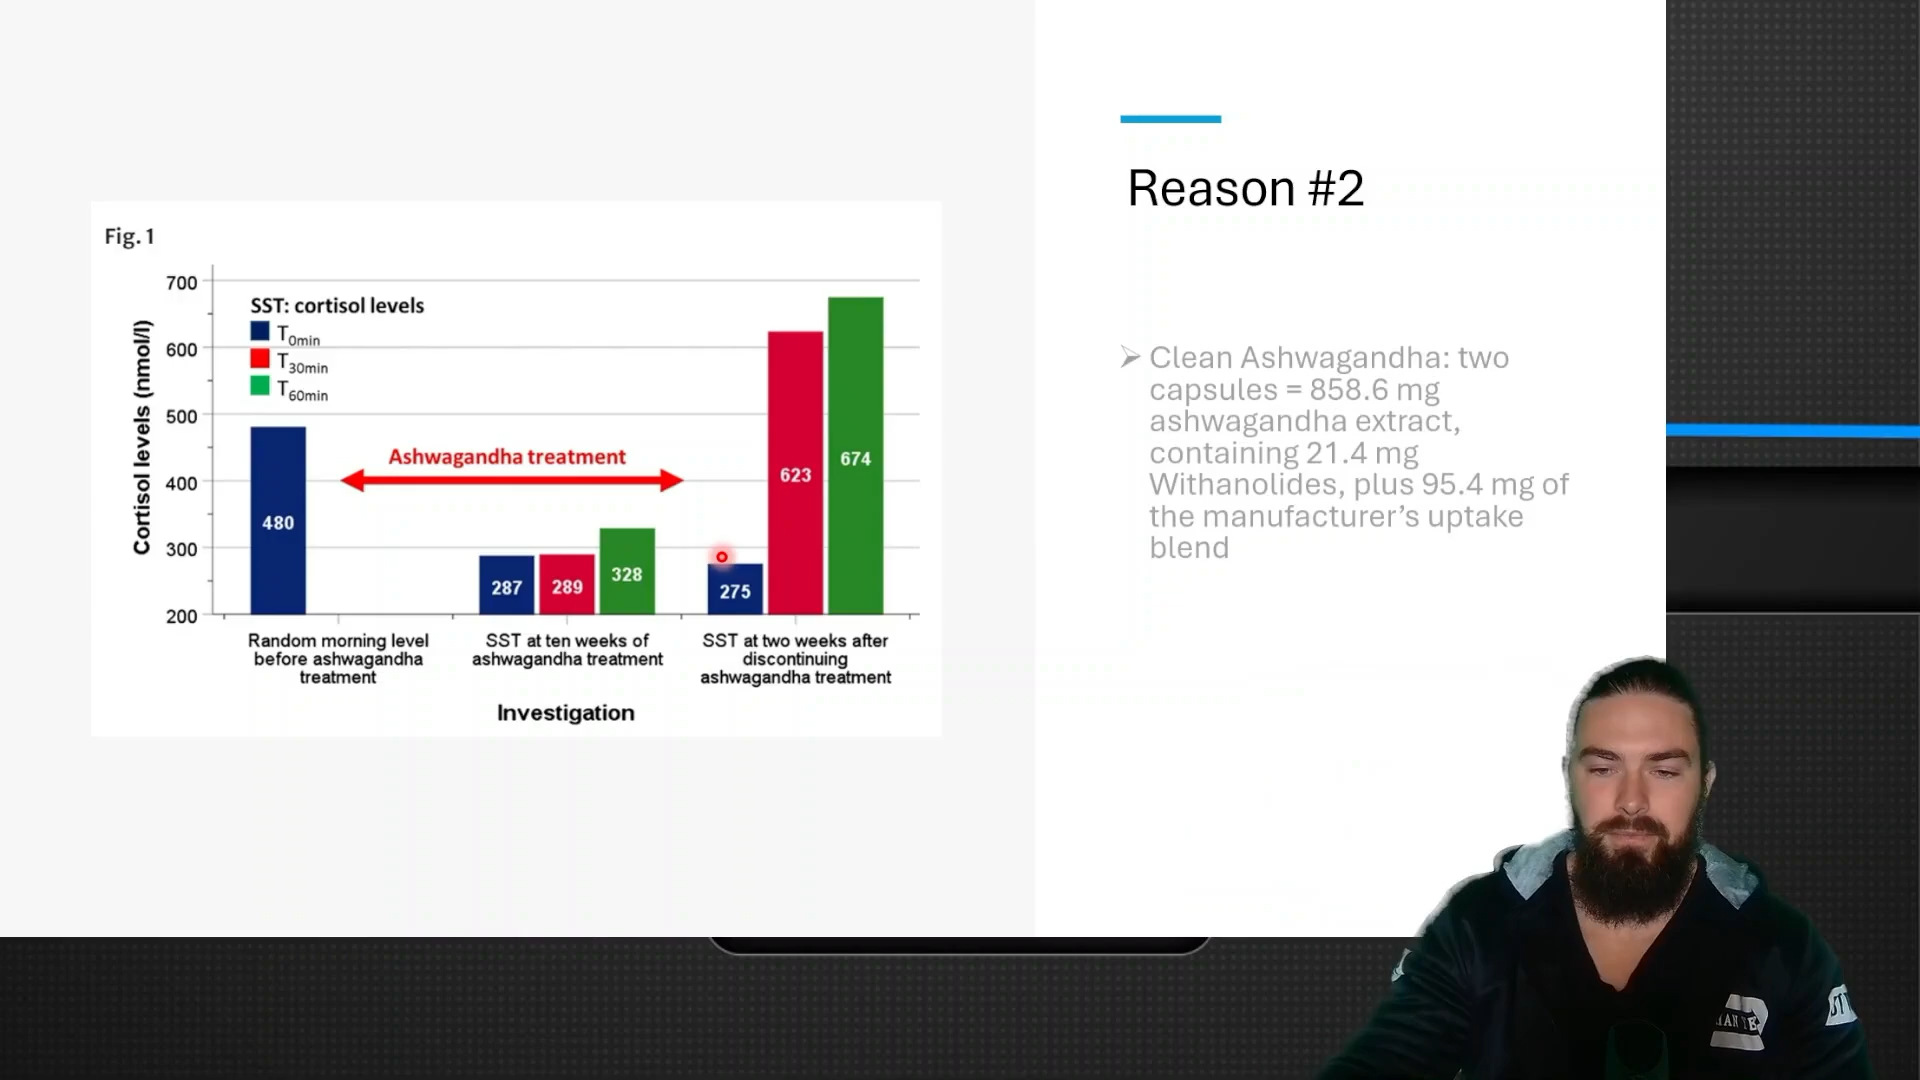 Fig. 1
700
600
500
400
300
200
Cortisol levels (nmol/l)
SST: cortisol levels
T0min
T30min
T60min
Ashwagandha treatment
480
287
289
328
275
623
674
Random morning level
before ashwagandha
treatment
SST at ten weeks of
ashwagandha treatment
SST at two weeks after
discontinuing
ashwagandha treatment
Investigation
Reason #2
➢ Clean Ashwagandha: two
capsules = 858.6 mg
ashwagandha extract,
containing 21.4 mg
Withanolides, plus 95.4 mg of
the manufacturer’s uptake
blend